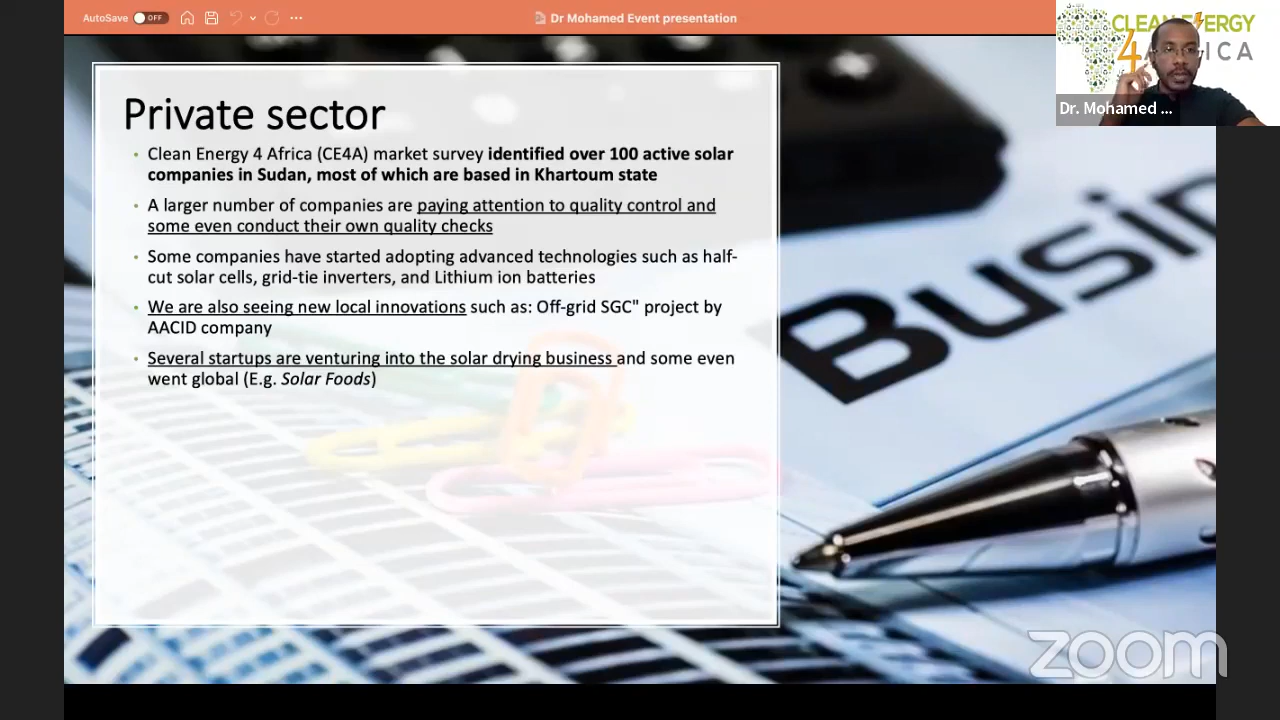 AutoSave OFF
Dr Mohamed Event presentation
CLEAN ENERGY
4 AFRICA
Dr. Mohamed ...
Private sector
• Clean Energy 4 Africa (CE4A) market survey identified over 100 active solar
companies in Sudan, most of which are based in Khartoum state
• A larger number of companies are paying attention to quality control and
some even conduct their own quality checks
• Some companies have started adopting advanced technologies such as half-
cut solar cells, grid-tie inverters, and Lithium ion batteries
• We are also seeing new local innovations such as: Off-grid SGC" project by
AACID company
• Several startups are venturing into the solar drying business and some even
went global (E.g. Solar Foods)
Busin
zoom